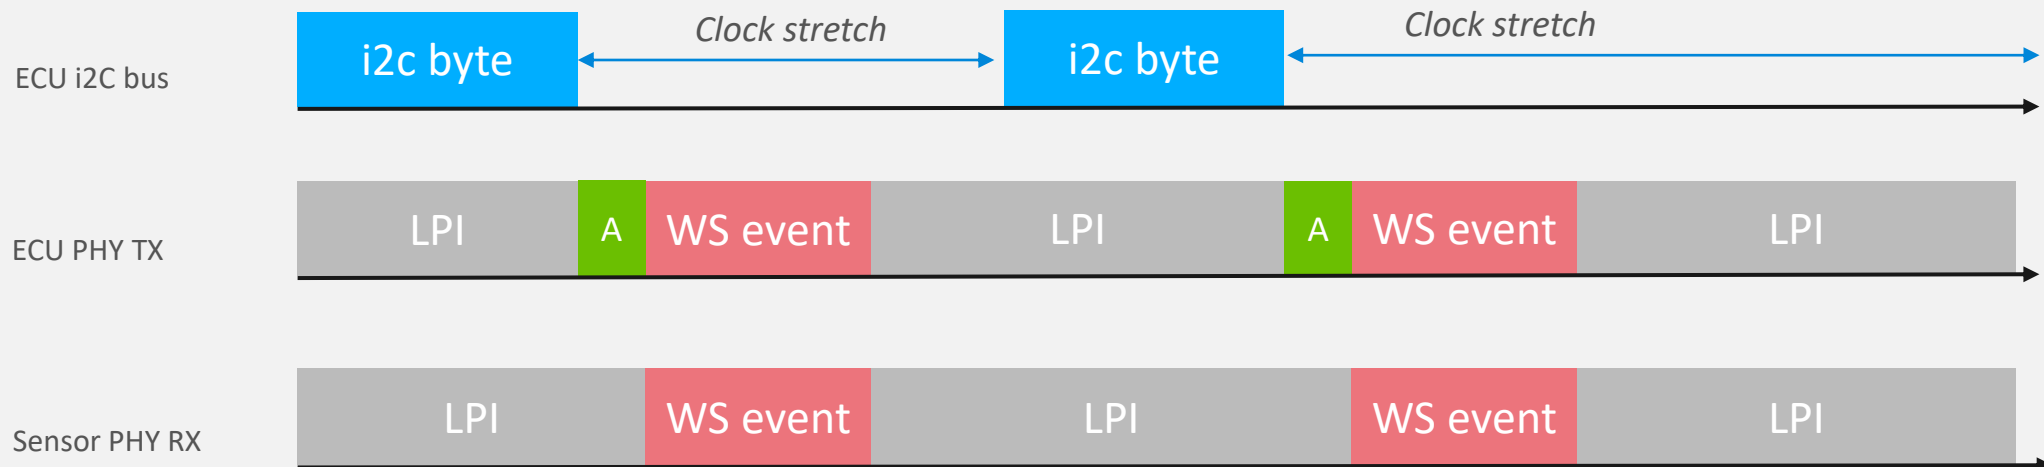 i2c byte
Clock stretch
i2c byte
Clock stretch
ECU i2C bus
LPI
A
WS event
LPI
A
WS event
LPI
ECU PHY TX
LPI
WS event
LPI
WS event
LPI
Sensor PHY RX